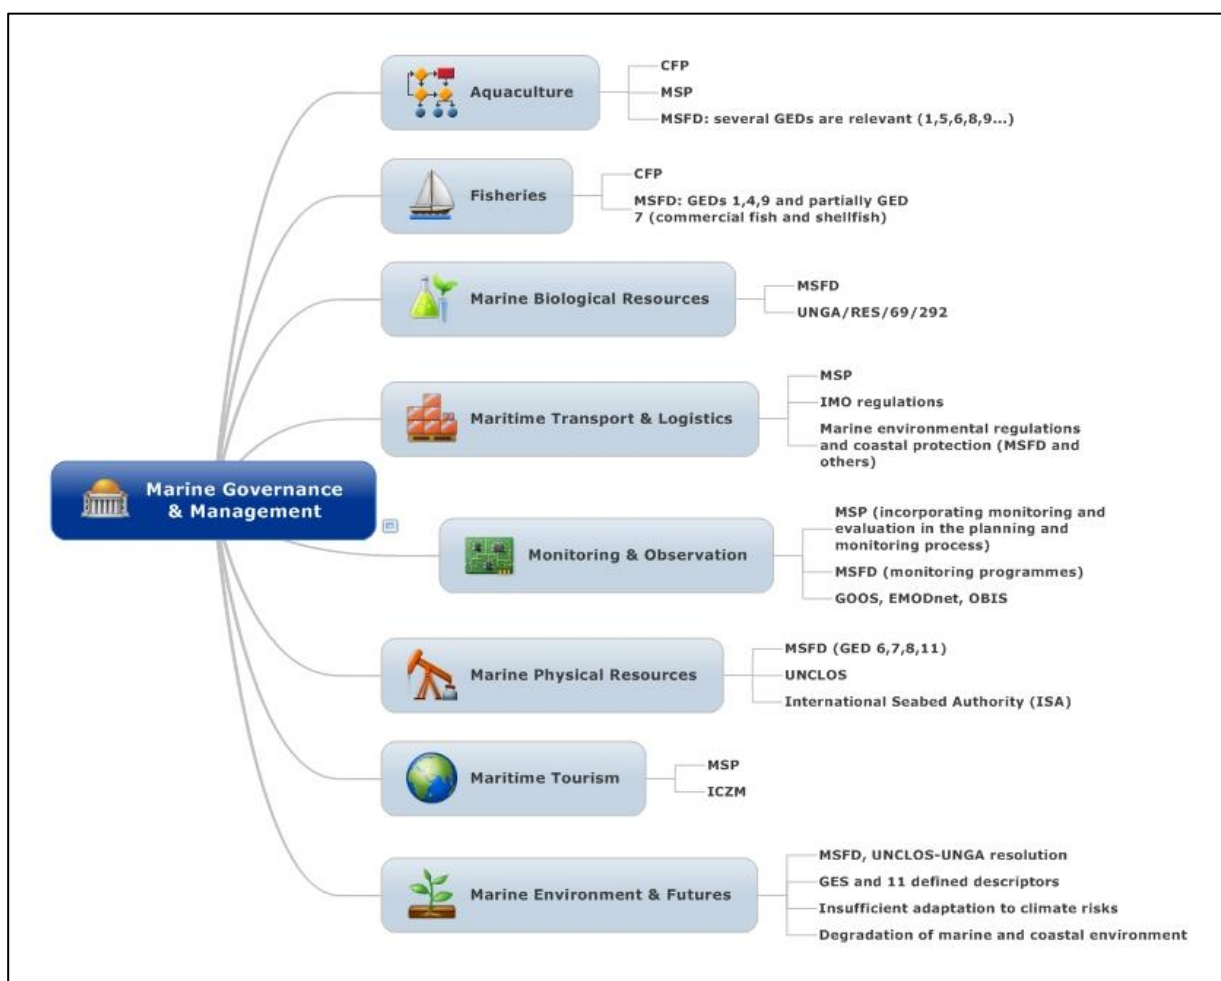 Aquaculture
CFP
MSP
MSFD: several GEDs are relevant (1,5,6,8,9...)
Fisheries
CFP
MSFD: GEDs 1,4,9 and partially GED
7 (commercial fish and shellfish)
Marine Biological Resources
MSFD
UNGA/RES/69/292
Maritime Transport & Logistics
MSP
IMO regulations
Marine environmental regulations
and coastal protection (MSFD and
others)
Marine Governance
& Management
Monitoring & Observation
MSP (incorporating monitoring and
evaluation in the planning and
monitoring process)
MSFD (monitoring programmes)
GOOS, EMODnet, OBIS
Marine Physical Resources
MSFD (GED 6,7,8,11)
UNCLOS
International Seabed Authority (ISA)
Maritime Tourism
MSP
ICZM
Marine Environment & Futures
MSFD, UNCLOS-UNGA resolution
GES and 11 defined descriptors
Insufficient adaptation to climate risks
Degradation of marine and coastal environment